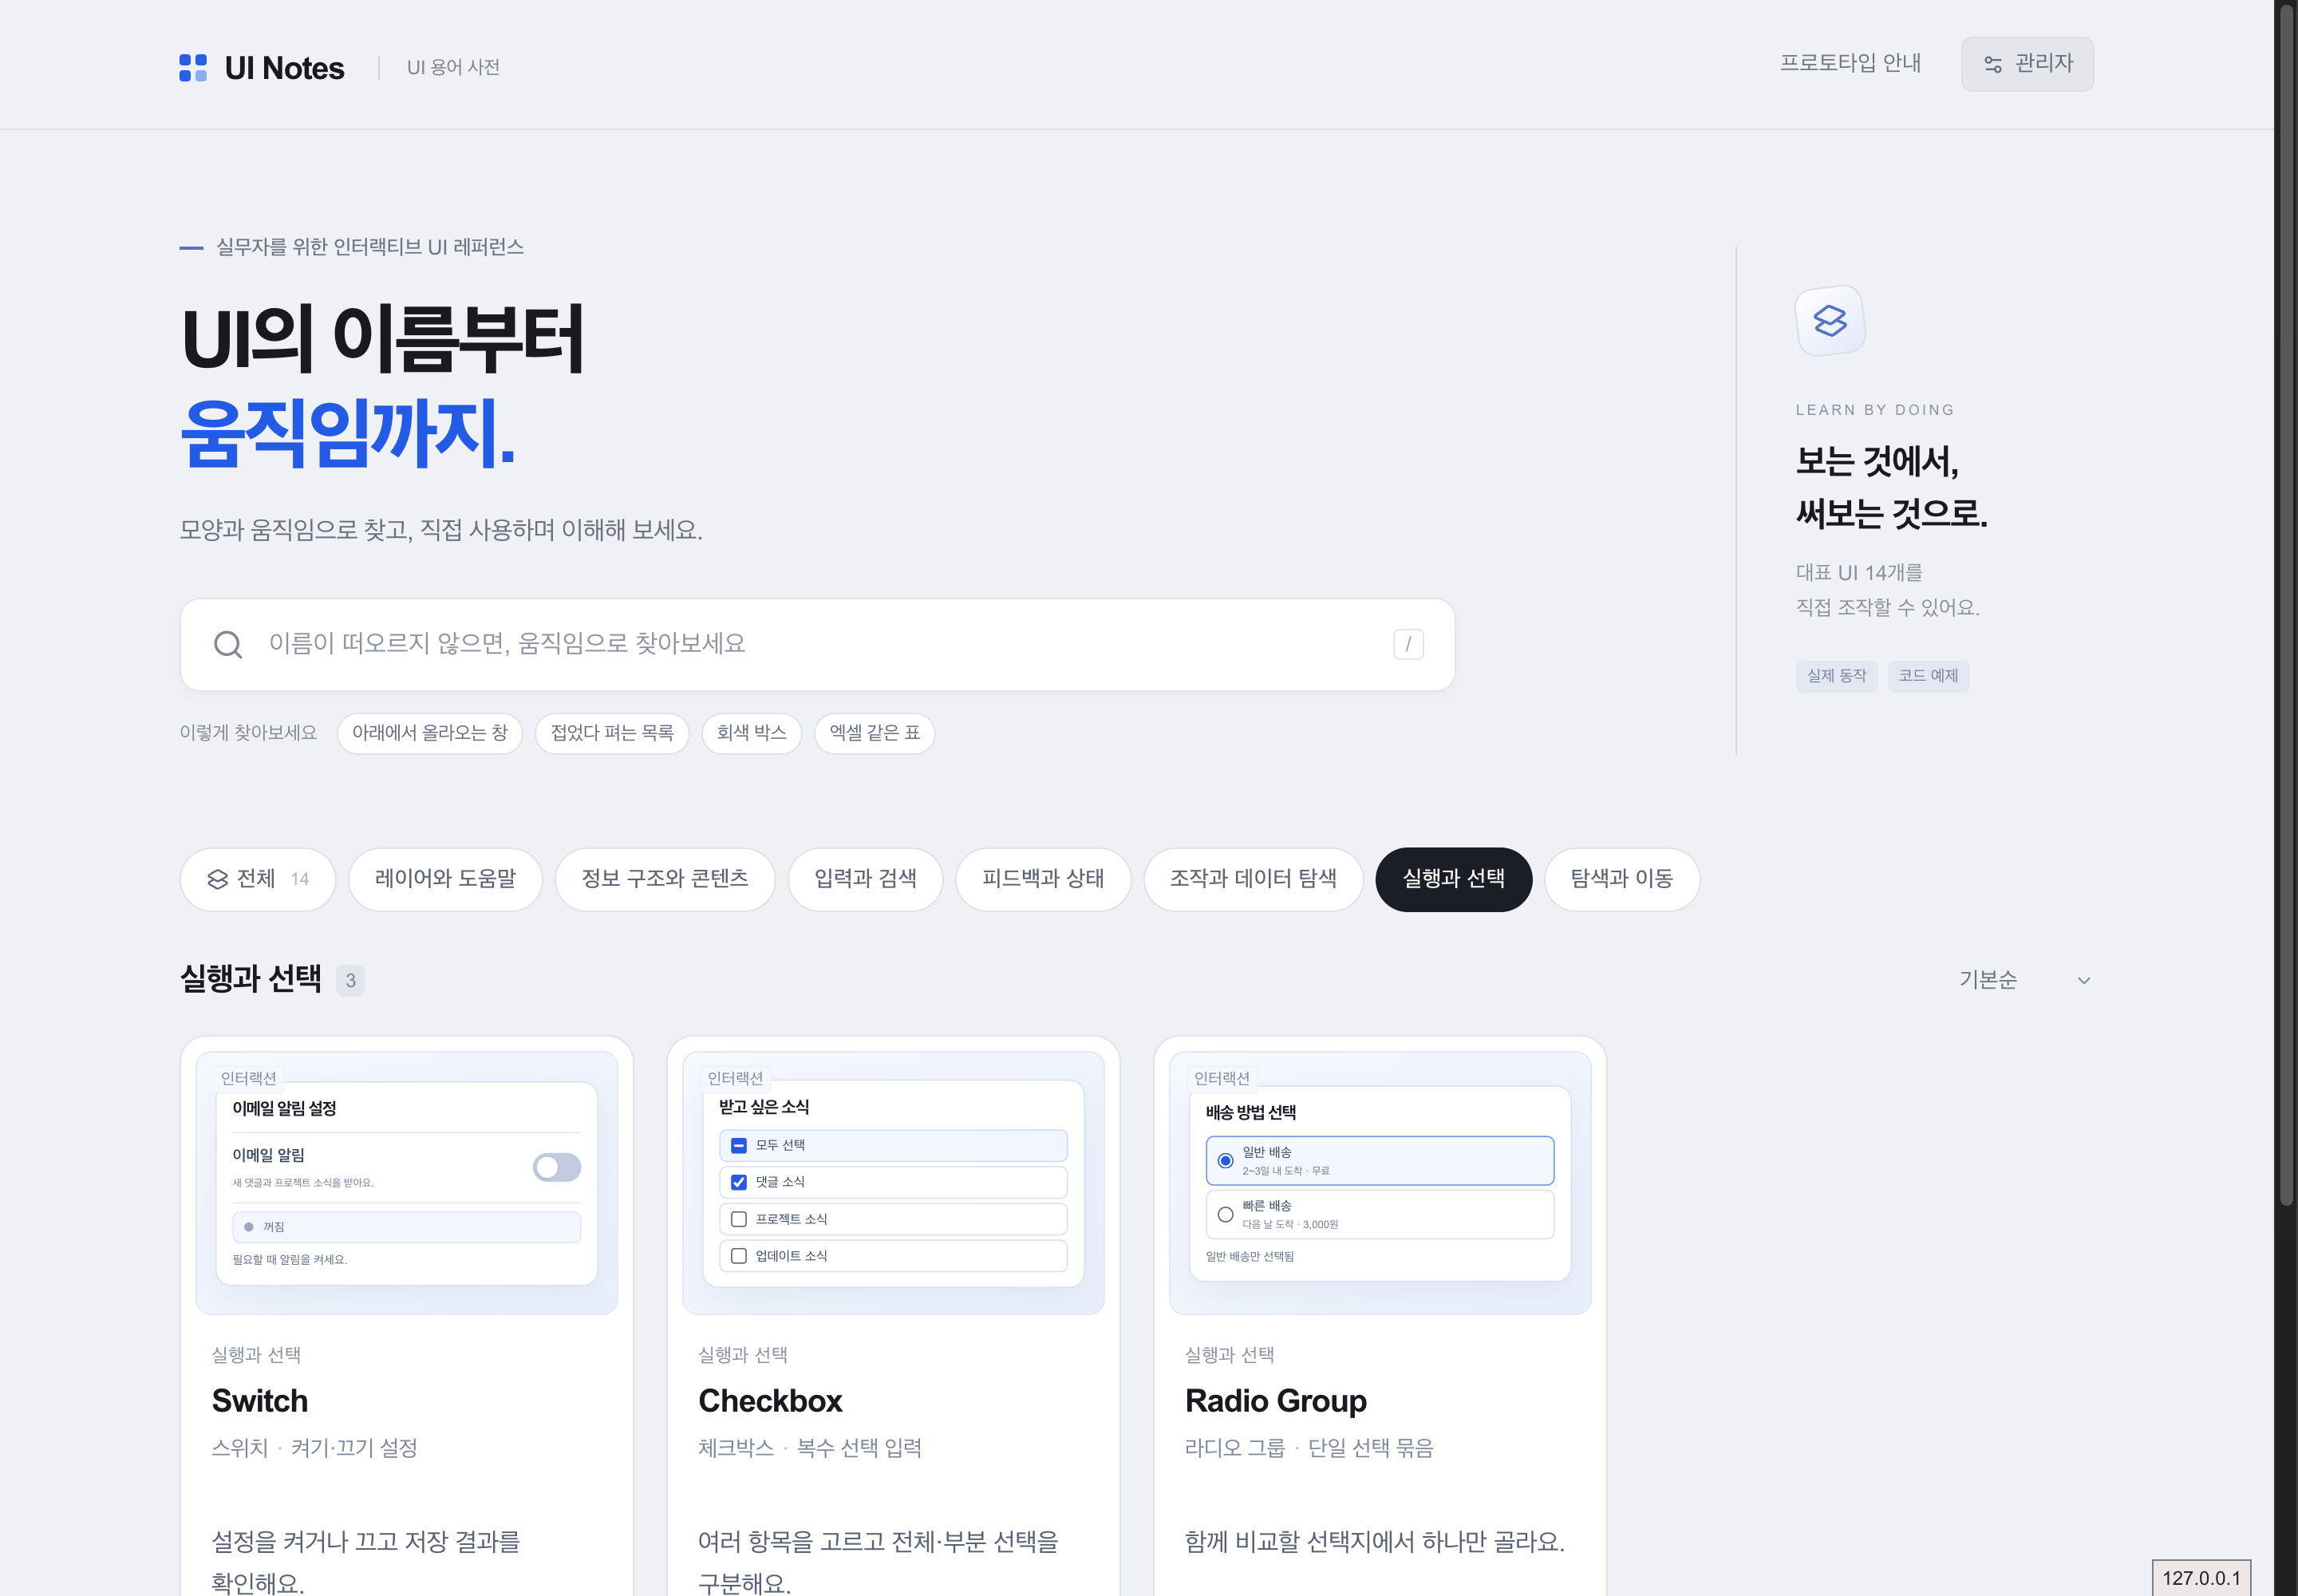 UI Notes
UI 용어 사전
프로토타입 안내
관리자
실무자를 위한 인터랙티브 UI 레퍼런스
UI의 이름부터
움직임까지.
모양과 움직임으로 찾고, 직접 사용하며 이해해 보세요.
이름이 떠오르지 않으면, 움직임으로 찾아보세요
/
이렇게 찾아보세요
아래에서 올라오는 창
접었다 펴는 목록
회색 박스
엑셀 같은 표
LEARN BY DOING
보는 것에서,
써보는 것으로.
대표 UI 14개를
직접 조작할 수 있어요.
실제 동작
코드 예제
전체 14
레이어와 도움말
정보 구조와 콘텐츠
입력과 검색
피드백과 상태
조작과 데이터 탐색
실행과 선택
탐색과 이동
실행과 선택 3
기본순
인터랙션
이메일 알림 설정
이메일 알림
새 댓글과 프로젝트 소식을 받아요.
꺼짐
필요할 때 알림을 켜세요.
실행과 선택
Switch
스위치 · 켜기·끄기 설정
설정을 켜거나 끄고 저장 결과를
확인해요.
인터랙션
받고 싶은 소식
모두 선택
댓글 소식
프로젝트 소식
업데이트 소식
실행과 선택
Checkbox
체크박스 · 복수 선택 입력
여러 항목을 고르고 전체·부분 선택을
구분해요.
인터랙션
배송 방법 선택
일반 배송
2~3일 내 도착 · 무료
빠른 배송
다음 날 도착 · 3,000원
일반 배송만 선택됨
실행과 선택
Radio Group
라디오 그룹 · 단일 선택 묶음
함께 비교할 선택지에서 하나만 골라요.
127.0.0.1